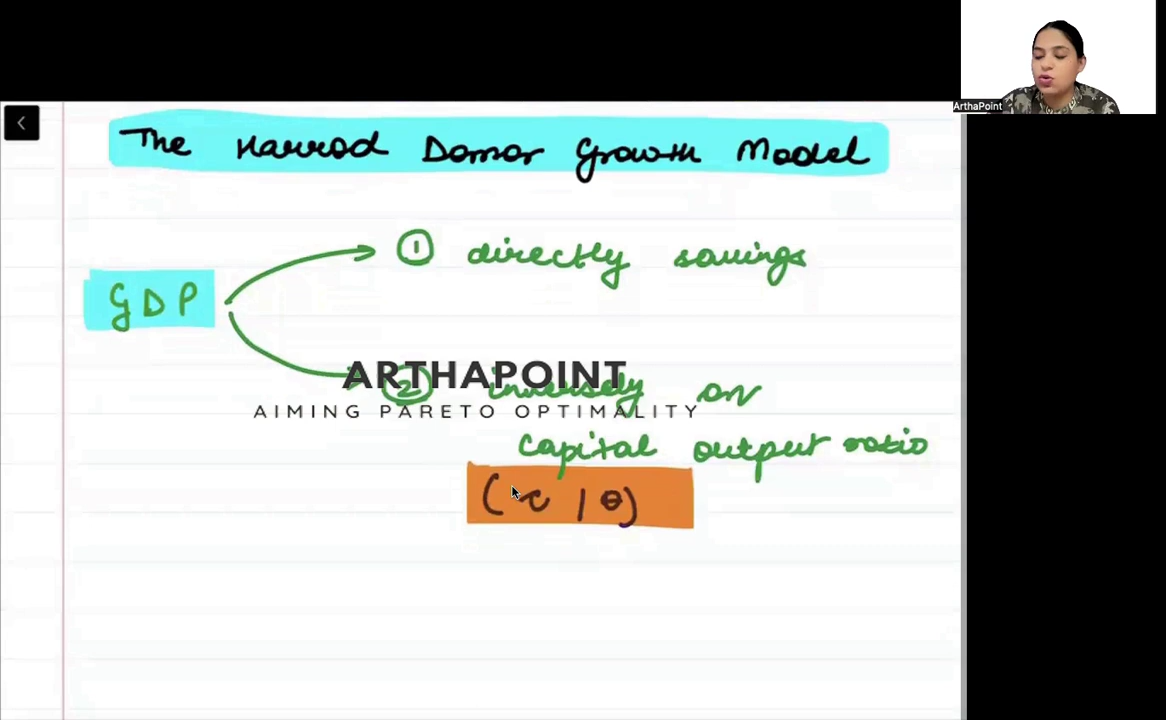 ArthaPoint
The Harrod Domar Growth Model
① directly savings
GDP
ARTHAPOINT
② inversely on
AIMING PARETO OPTIMALITY
capital output ratio